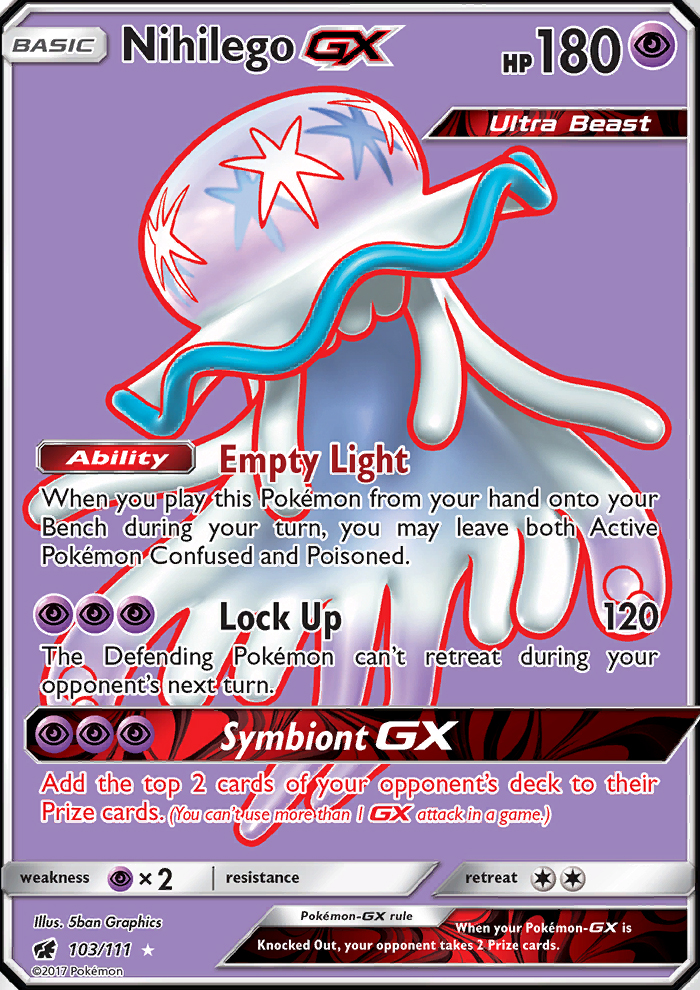 BASIC Nihilego GX HP 180
Ultra Beast
Ability Empty Light
When you play this Pokémon from your hand onto your
Bench during your turn, you may leave both Active
Pokémon Confused and Poisoned.
Lock Up 120
The Defending Pokémon can't retreat during your
opponent's next turn.
Symbiont GX
Add the top 2 cards of your opponent's deck to their
Prize cards. (You can't use more than 1 GX attack in a game.)
weakness ×2 resistance retreat
Illus. 5ban Graphics
103/111
©2017 Pokémon
Pokémon-GX rule
When your Pokémon-GX is
Knocked Out, your opponent takes 2 Prize cards.